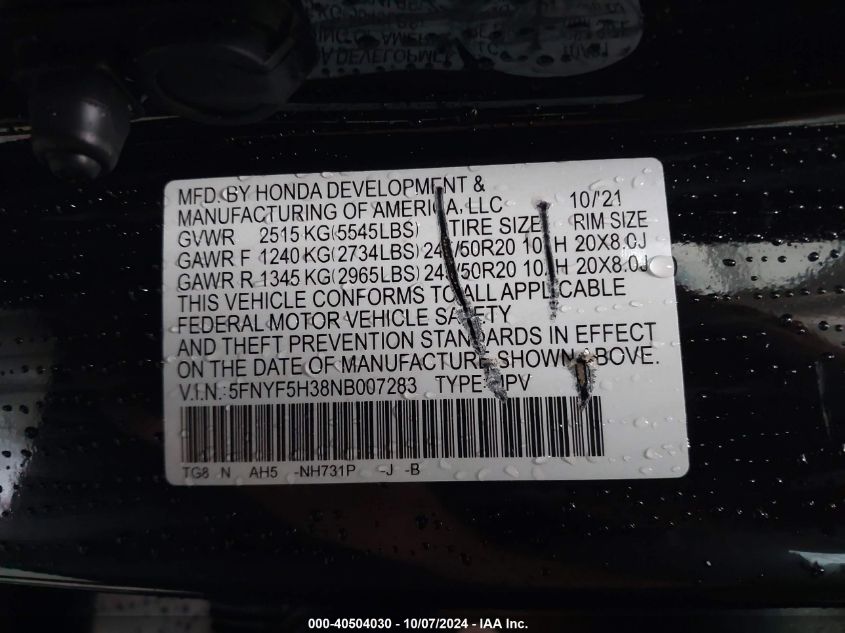 MFD. BY HONDA DEVELOPMENT &
MANUFACTURING OF AMERICA, LLC 10/'21
GVWR 2515 KG(5545LBS) TIRE SIZE RIM SIZE
GAWR F 1240 KG(2734LBS) /50R20 20X8.0J
GAWR R 1345 KG(2965LBS) /50R20 20X8.0J
THIS VEHICLE CONFORMS TO ALL APPLICABLE
FEDERAL MOTOR VEHICLE SAFETY
AND THEFT PREVENTION STANDARDS IN EFFECT
ON THE DATE OF MANUFACTURE SHOWN ABOVE.
V.I.N.: 5FNYF5H38NB007283 TYPE: MPV
TG8 N AH5 -NH731P -J -B
000-40504030 - 10/07/2024 - IAA Inc.